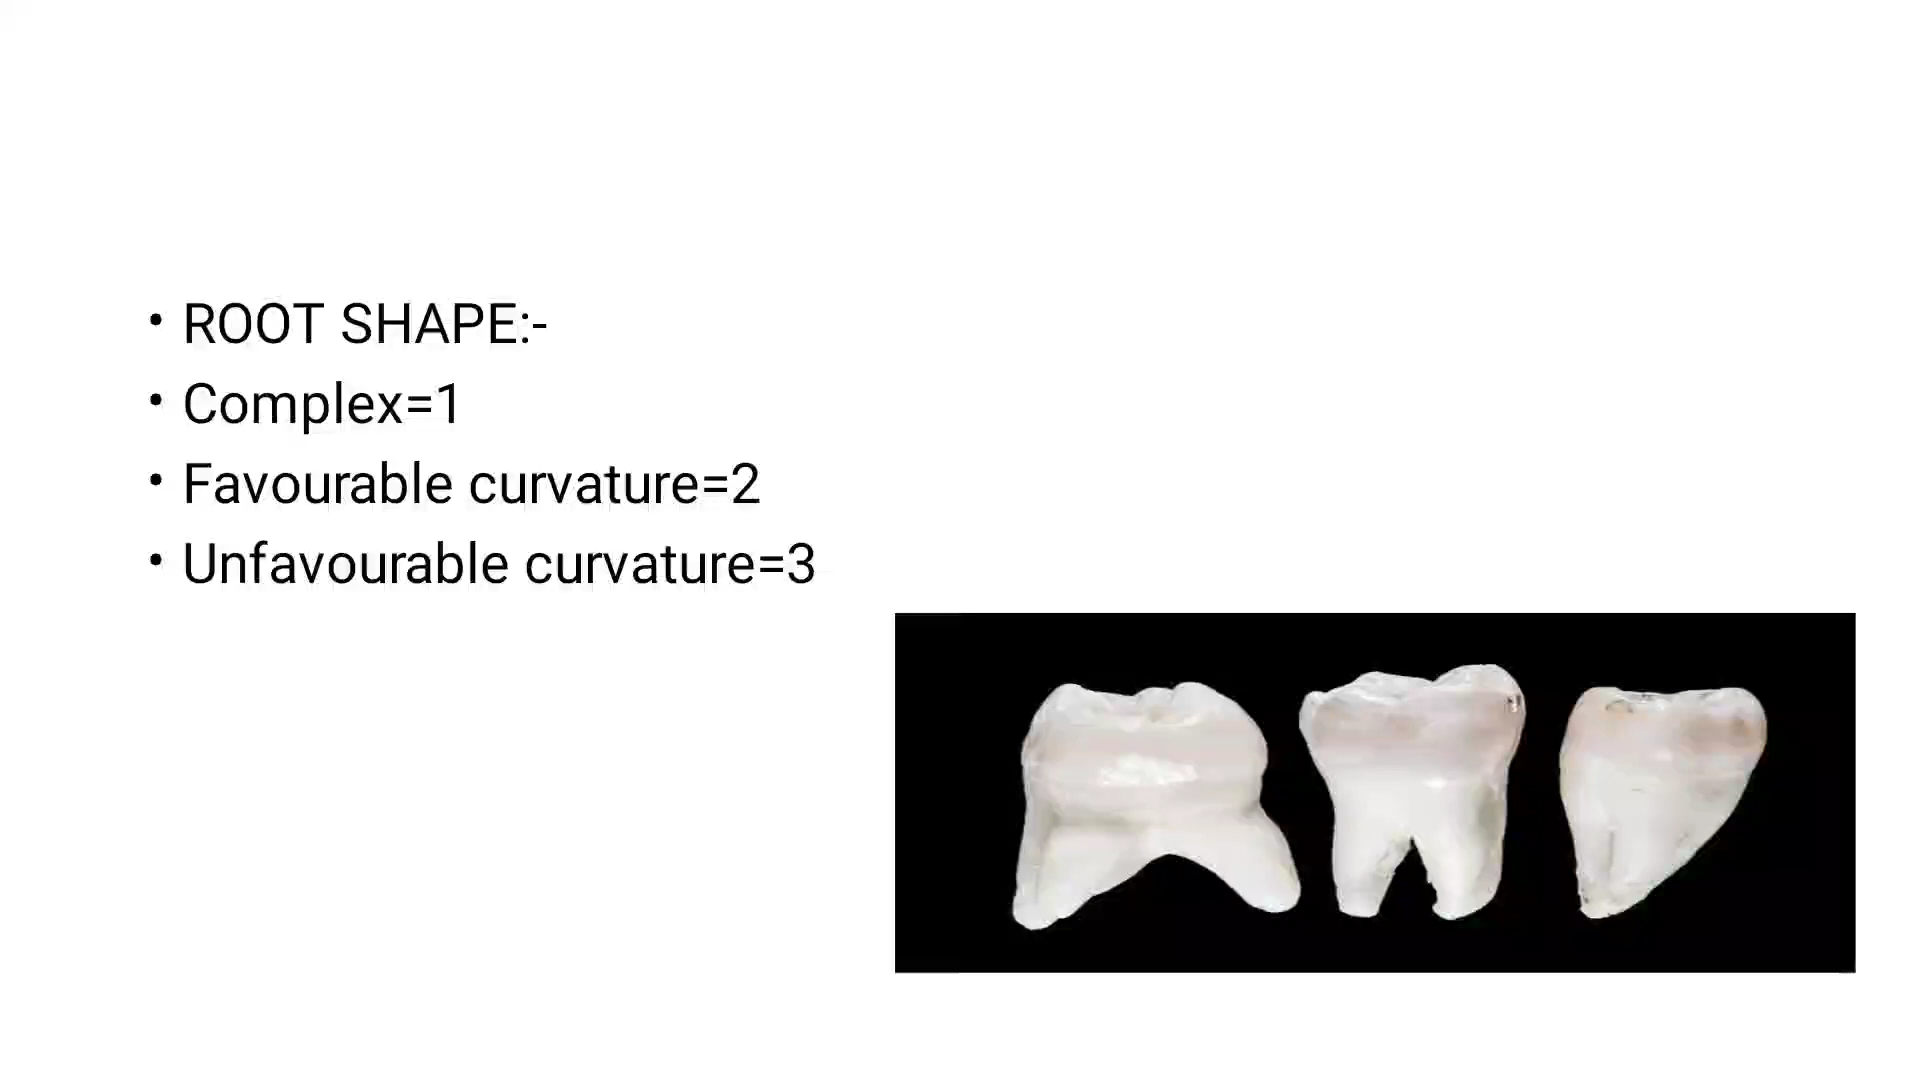 • ROOT SHAPE:-
• Complex=1
• Favourable curvature=2
• Unfavourable curvature=3